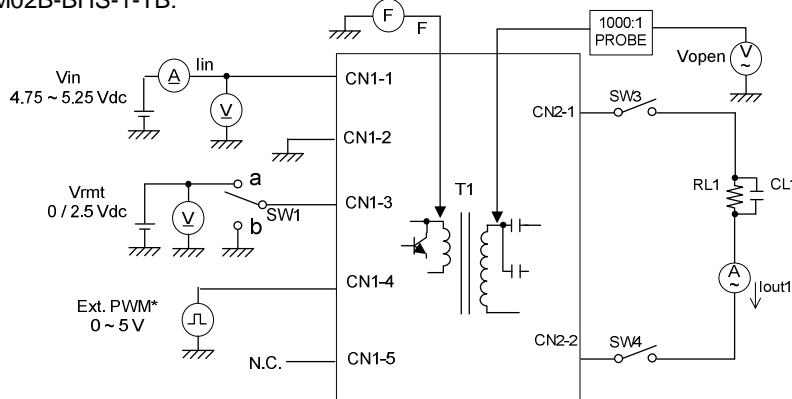 M02B-BHS-1-TB.
F
F
1000:1
PROBE
Vopen
V
~
Vin
4.75 ~ 5.25 Vdc
A
Iin
V
CN1-1
CN1-2
Vrmt
0 / 2.5 Vdc
V
a
b
SW1
CN1-3
T1
CN1-4
Ext. PWM*
0 ~ 5 V
N.C.
CN1-5
CN2-1
SW3
RL1
CL1
A
~
Iout1
CN2-2
SW4